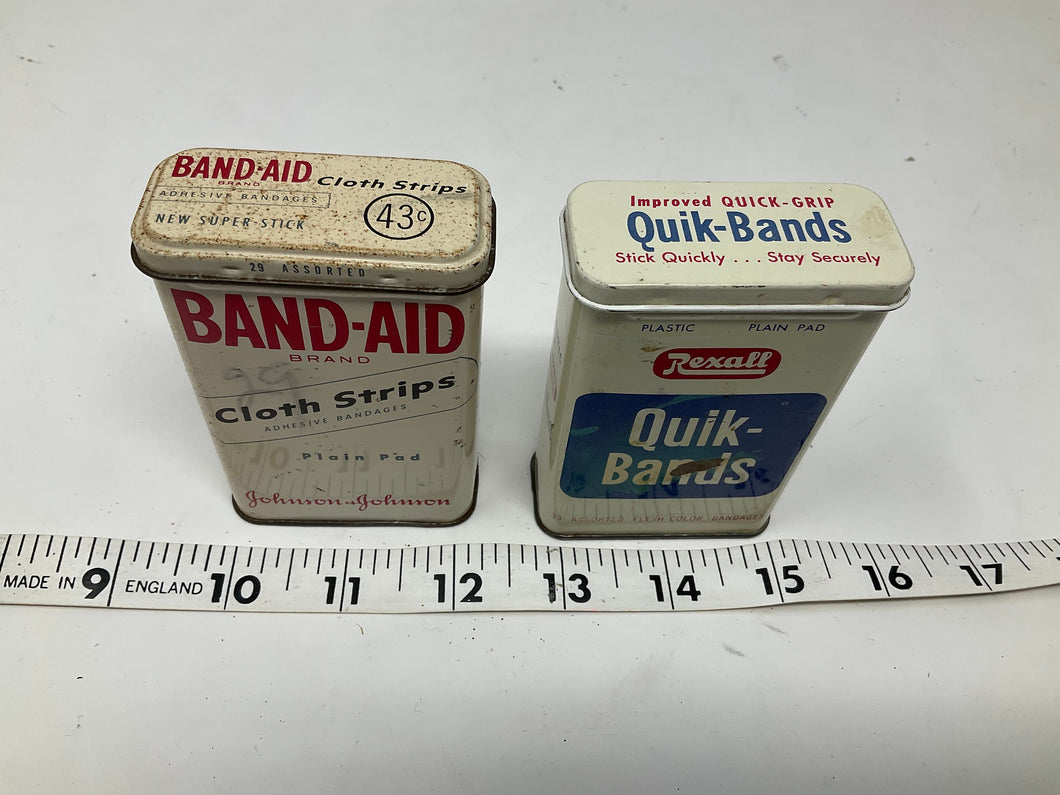 BAND-AID
BRAND
Cloth Strips
ADHESIVE BANDAGES
NEW SUPER-STICK
43¢
29 ASSORTED
BAND-AID
BRAND
Cloth Strips
ADHESIVE BANDAGES
Plain Pad
Johnson & Johnson
Improved QUICK-GRIP
Quik-Bands
Stick Quickly . . . Stay Securely
PLASTIC PLAIN PAD
Rexall
Quik-
Bands
ASSORTED FLESH COLOR BANDAGES
MADE IN 9 ENGLAND 10 11 12 13 14 15 16 17